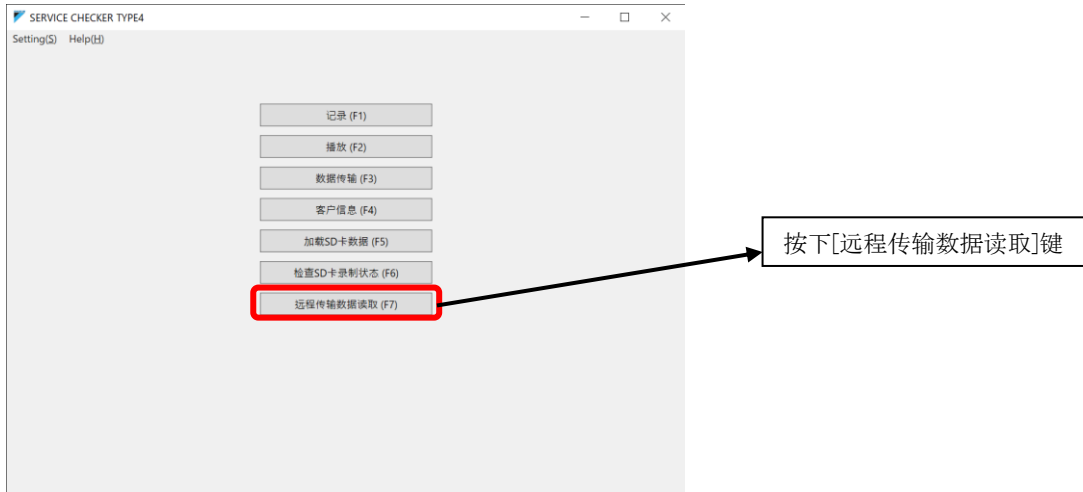 SERVICE CHECKER TYPE4
Setting(S) Help(H)
记录 (F1)
播放 (F2)
数据传输 (F3)
客户信息 (F4)
加载SD卡数据 (F5)
检查SD卡录制状态 (F6)
远程传输数据读取 (F7)
按下[远程传输数据读取]键